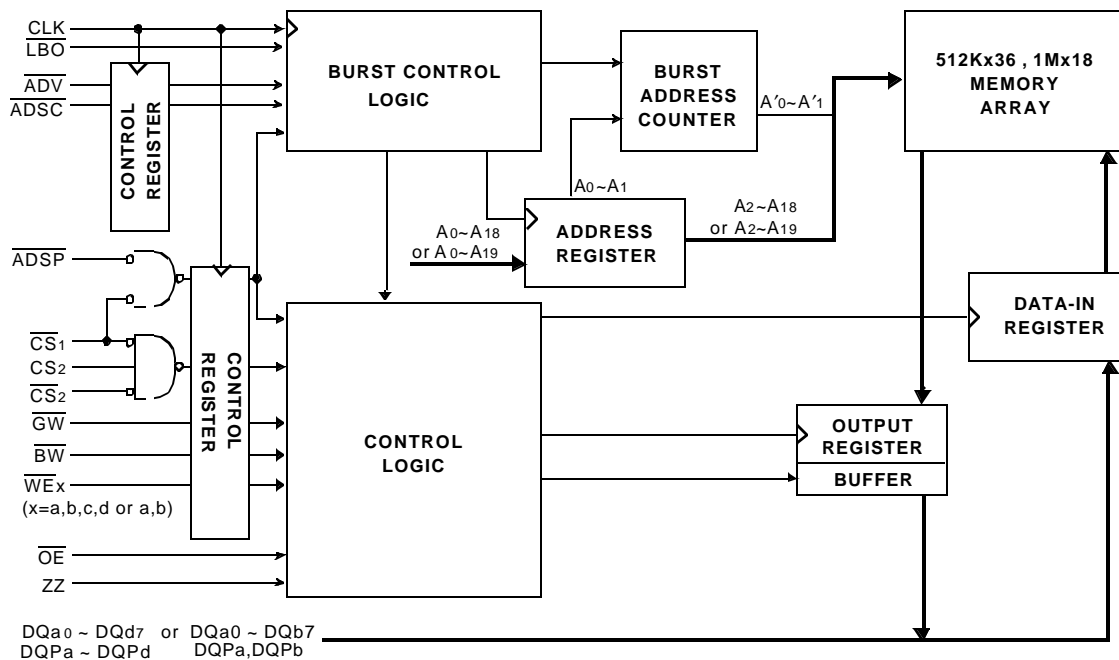 CLK
LBO
ADV
ADSC
CONTROL
REGISTER
BURST CONTROL
LOGIC
BURST
ADDRESS
COUNTER
A′0~A′1
512Kx36 , 1Mx18
MEMORY
ARRAY
A0~A1
A0~A18
or A0~A19
ADDRESS
REGISTER
A2~A18
or A2~A19
ADSP
CS1
CS2
CS2
GW
BW
WEx
(x=a,b,c,d or a,b)
CONTROL
REGISTER
CONTROL
LOGIC
DATA-IN
REGISTER
OUTPUT
REGISTER
BUFFER
OE
ZZ
DQa0 ~ DQd7 or DQa0 ~ DQb7
DQPa ~ DQPd DQPa,DQPb